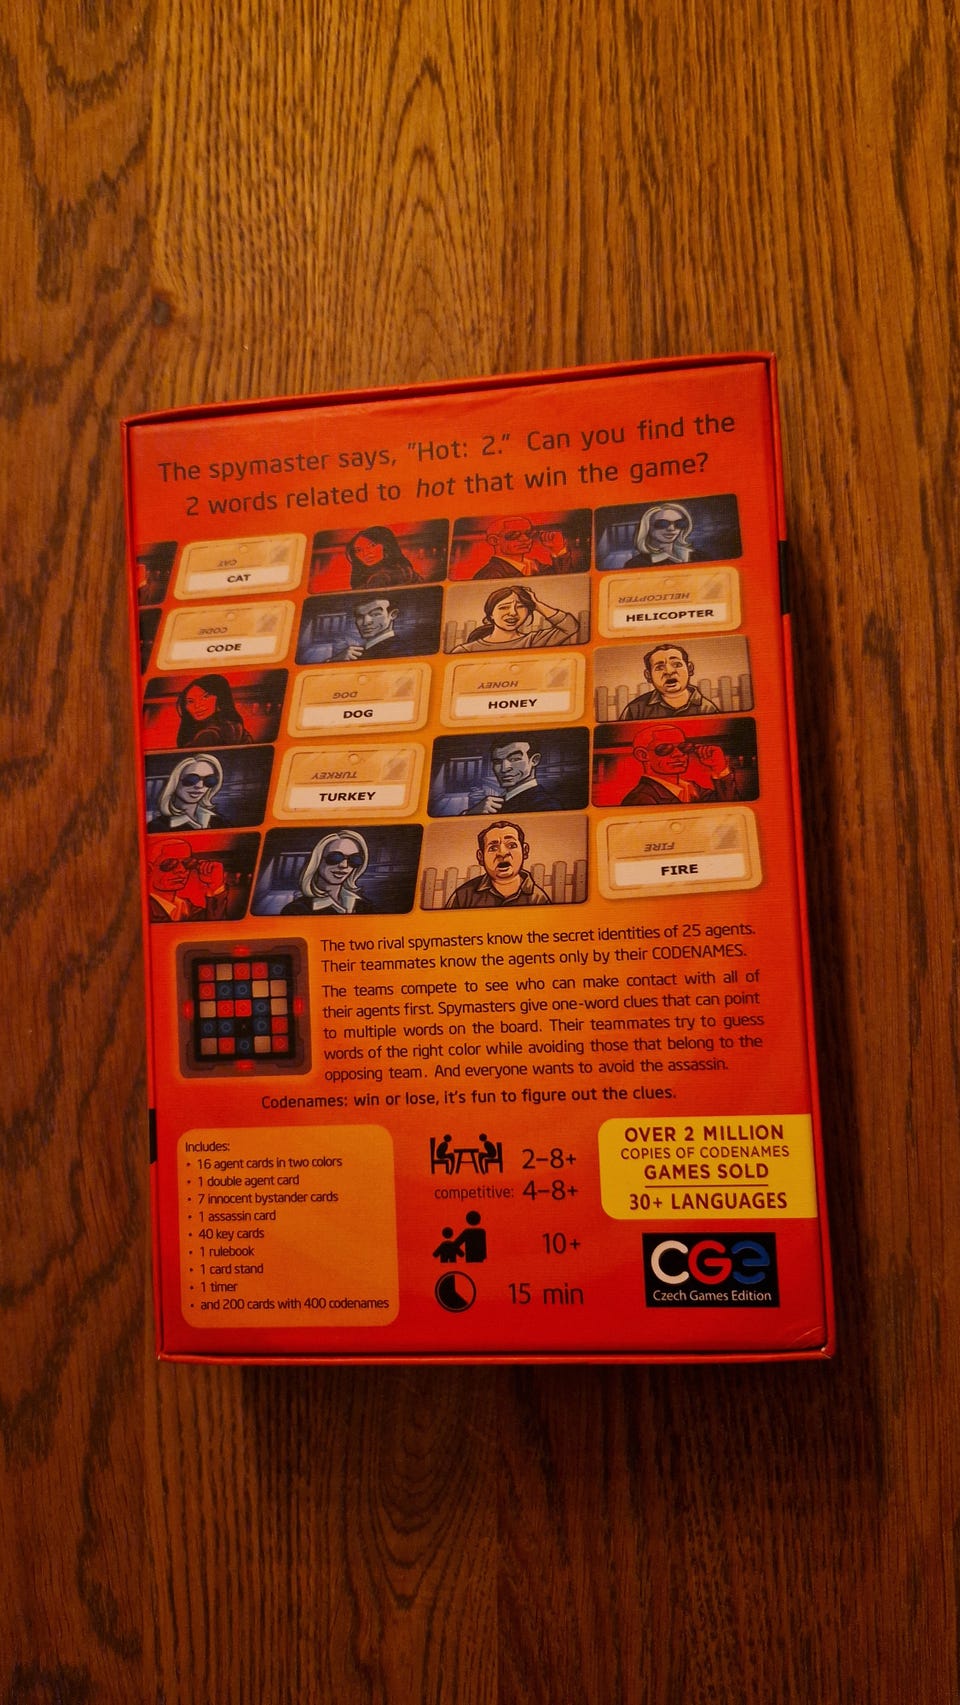 The spymaster says, "Hot: 2." Can you find the
2 words related to hot that win the game?
CAT
CAT
HELICOPTER
HELICOPTER
CODE
CODE
DOG
DOG
HONEY
HONEY
TURKEY
TURKEY
FIRE
FIRE
The two rival spymasters know the secret identities of 25 agents.
Their teammates know the agents only by their CODENAMES.
The teams compete to see who can make contact with all of
their agents first. Spymasters give one-word clues that can point
to multiple words on the board. Their teammates try to guess
words of the right color while avoiding those that belong to the
opposing team. And everyone wants to avoid the assassin.
Codenames: win or lose, it's fun to figure out the clues.
Includes:
• 16 agent cards in two colors
• 1 double agent card
• 7 innocent bystander cards
• 1 assassin card
• 40 key cards
• 1 rulebook
• 1 card stand
• 1 timer
• and 200 cards with 400 codenames
2–8+
competitive: 4–8+
10+
15 min
OVER 2 MILLION
COPIES OF CODENAMES
GAMES SOLD
30+ LANGUAGES
CGE
Czech Games Edition